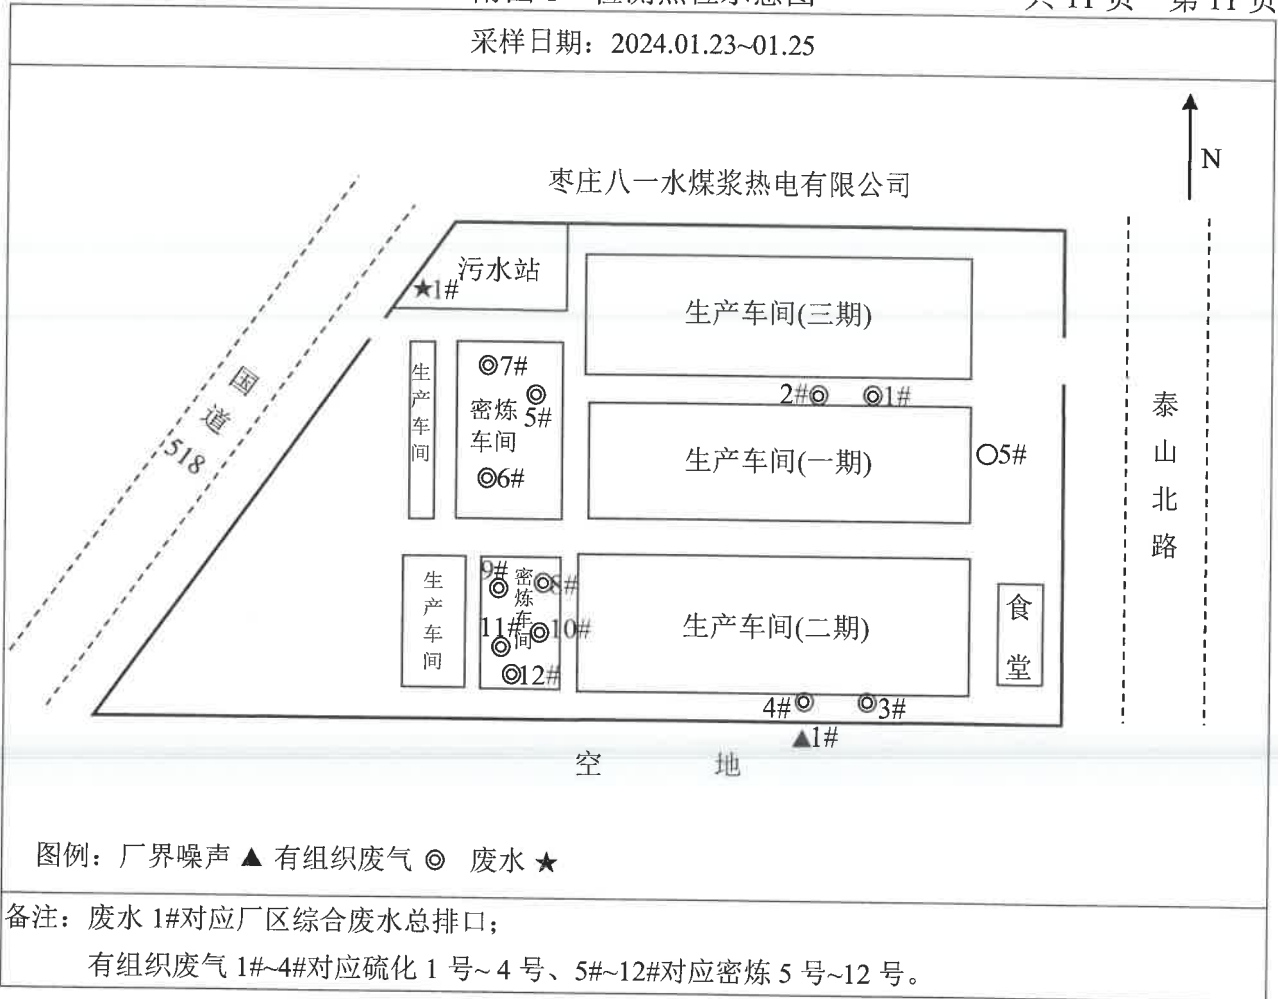 共 11 页 第 11 页
采样日期：2024.01.23~01.25
N
枣庄八一水煤浆热电有限公司
污水站
★1#
生产车间(三期)
国道518
生产车间
◎7#
5#
密炼
车间
◎6#
2#◎ ◎1#
生产车间(一期)
○5#
泰山北路
生产车间
9#
密炼车间
8#
11#
10#
12#
生产车间(二期)
食堂
4#◎ ◎3#
▲1#
空 地
图例：厂界噪声▲ 有组织废气◎ 废水★
备注：废水 1#对应厂区综合废水总排口；
有组织废气 1#~4#对应硫化 1 号~ 4 号、5#~12#对应密炼 5 号~12 号。